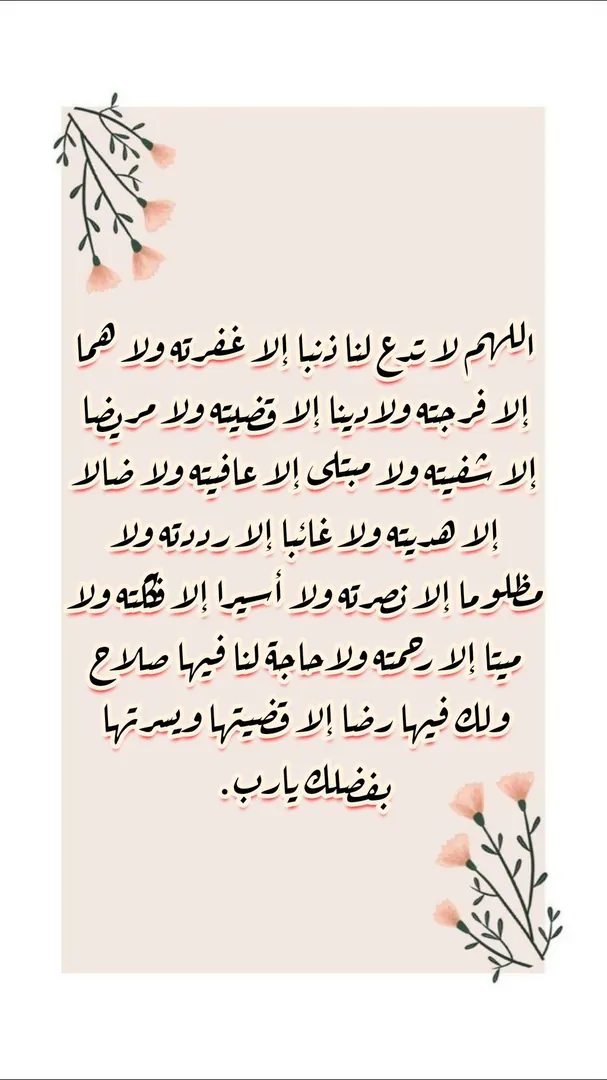 اللهم لا تدع لنا ذنبا إلا غفرته ولا هما
إلا فرجته ولا دينا إلا قضيته ولا مريضا
إلا شفيته ولا مبتلى إلا عافيته ولا ضالا
إلا هديته ولا غائبا إلا رددته ولا
مظلوما إلا نصرته ولا أسيرا إلا فككته ولا
ميتا إلا رحمته ولا حاجة لنا فيها صلاح
ولك فيها رضا إلا قضيتها ويسرتها
بفضلك يارب.